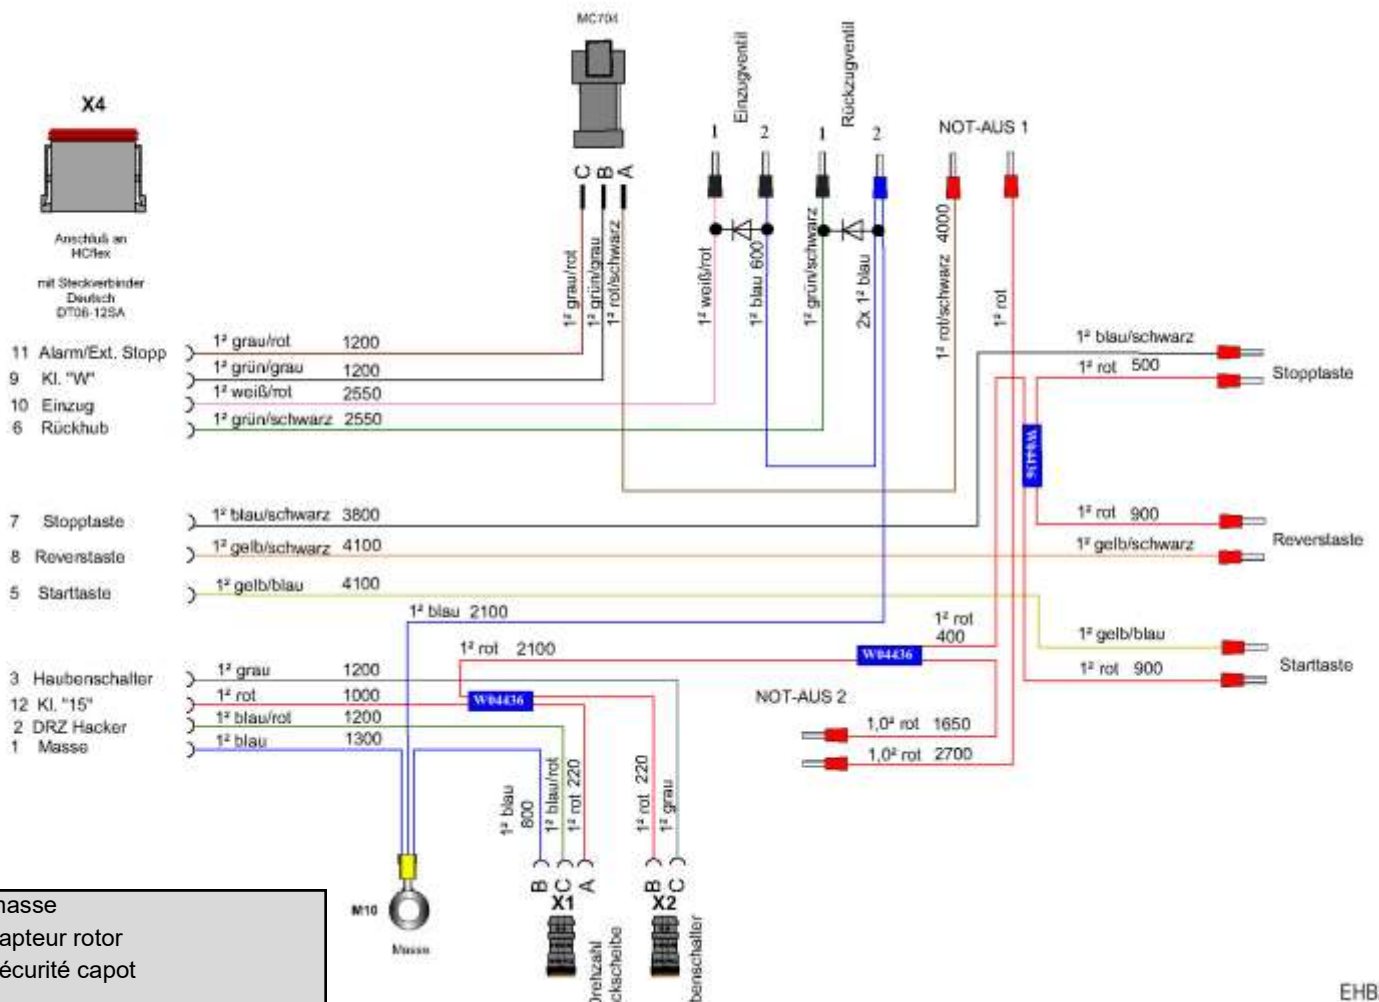 MC704
X4
Anschluß an
HCflex
mit Steckverbinder
Deutsch
DT06-12SA
C B A
Einzugventil
Rückzugventil
1 2 1 2
NOT-AUS 1
1² grau/rot
1² grün/grau
1² rot/schwarz
1² weiß/rot
1² blau 600
1² grün/schwarz
2x 1² blau
1² rot/schwarz 4000
1² rot
11 Alarm/Ext. Stopp 1² grau/rot 1200
9 Kl. "W" 1² grün/grau 1200
10 Einzug 1² weiß/rot 2550
6 Rückhub 1² grün/schwarz 2550
1² blau/schwarz
1² rot 500
Stopptaste
W04436
7 Stopptaste 1² blau/schwarz 3800
8 Reverstaste 1² gelb/schwarz 4100
5 Starttaste 1² gelb/blau 4100
1² rot 900
1² gelb/schwarz
Reverstaste
1² blau 2100
1² rot 2100
1² rot
400
W04436
1² gelb/blau
1² rot 900
Starttaste
3 Haubenschalter 1² grau 1200
12 Kl. "15" 1² rot 1000
2 DRZ Hacker 1² blau/rot 1200
1 Masse 1² blau 1300
W04436
NOT-AUS 2
1,0² rot 1650
1,0² rot 2700
1² blau
800
1² blau/rot
1² rot 220
1² rot 220
1² grau
B C A
X1
B C
X2
M10
Masse
Drehzahl
ckscheibe
benschalter
masse
apteur rotor
écurité capot
EHB